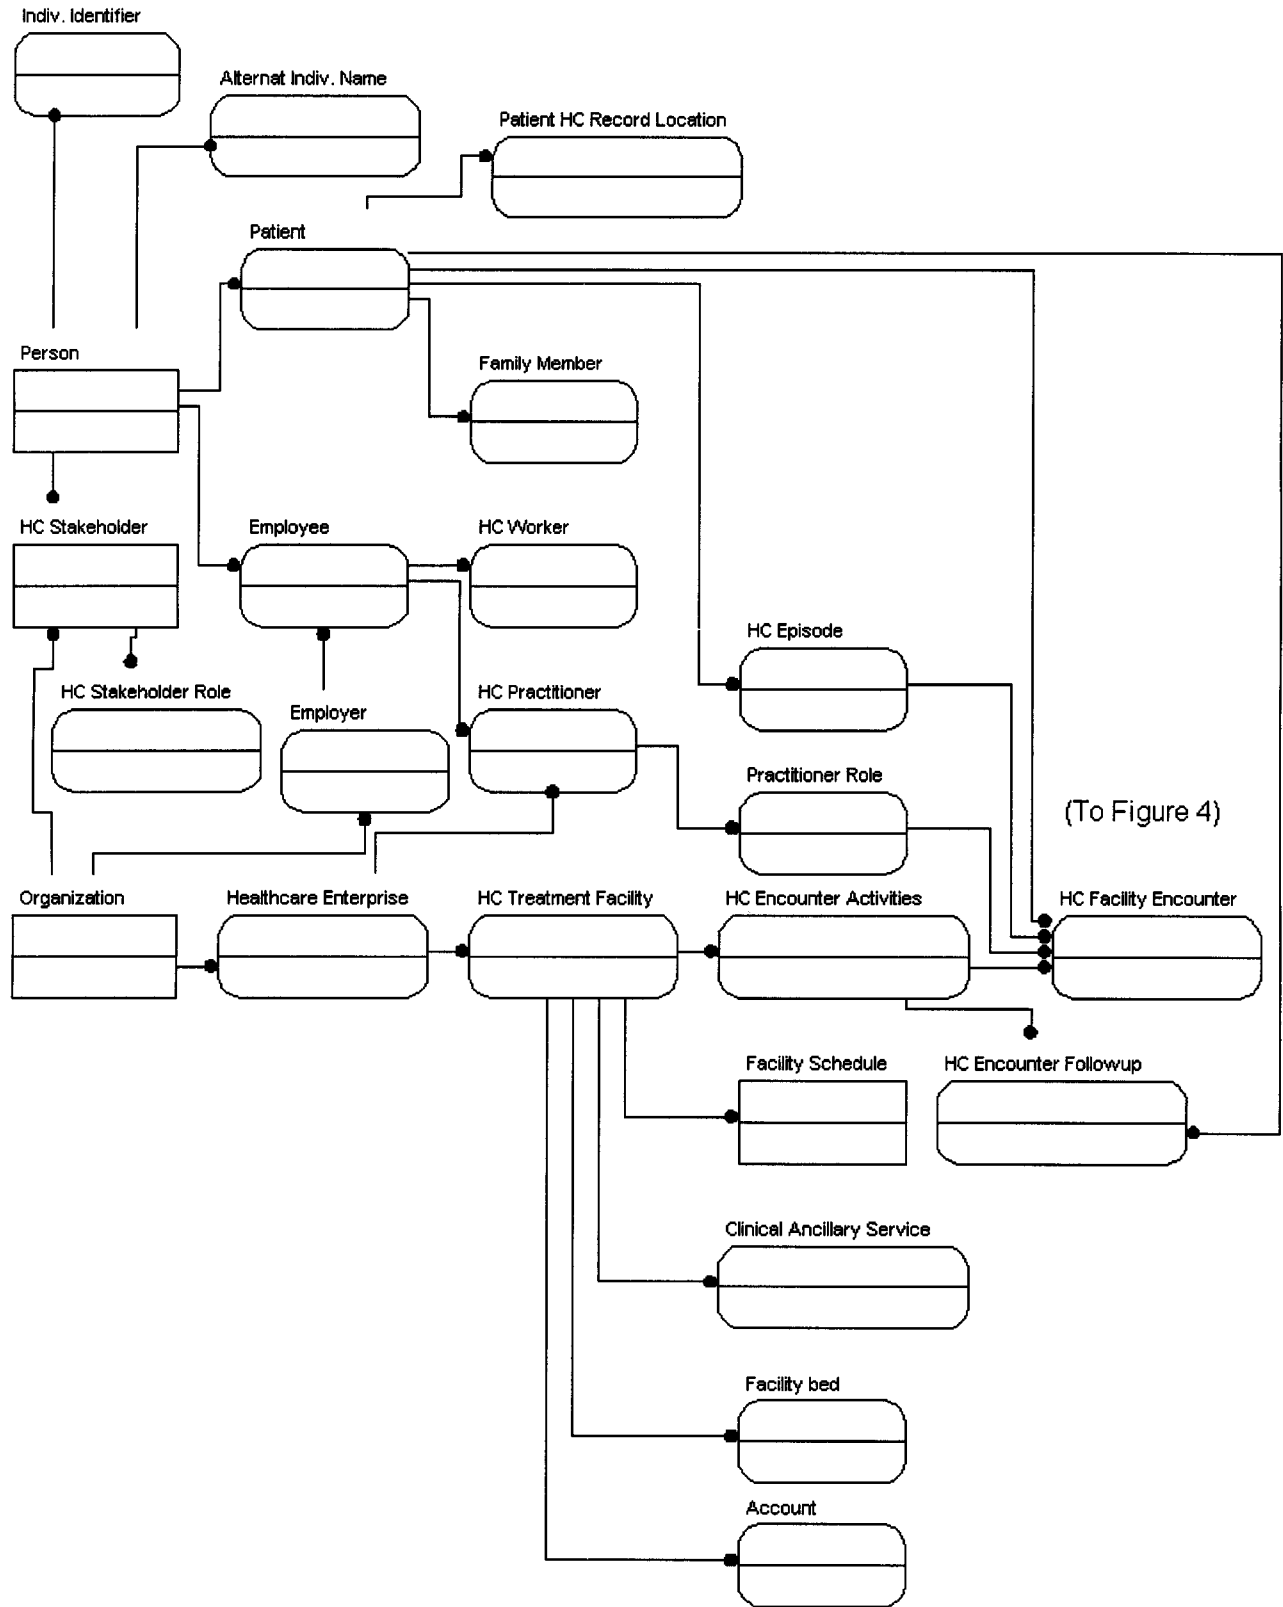 Indiv. Identifier
Alternat Indiv. Name
Patient HC Record Location
Patient
Person
Family Member
HC Stakeholder
Employee
HC Worker
HC Episode
HC Stakeholder Role
Employer
HC Practitioner
Practitioner Role
(To Figure 4)
Organization
Healthcare Enterprise
HC Treatment Facility
HC Encounter Activities
HC Facility Encounter
Facility Schedule
HC Encounter Followup
Clinical Ancillary Service
Facility bed
Account